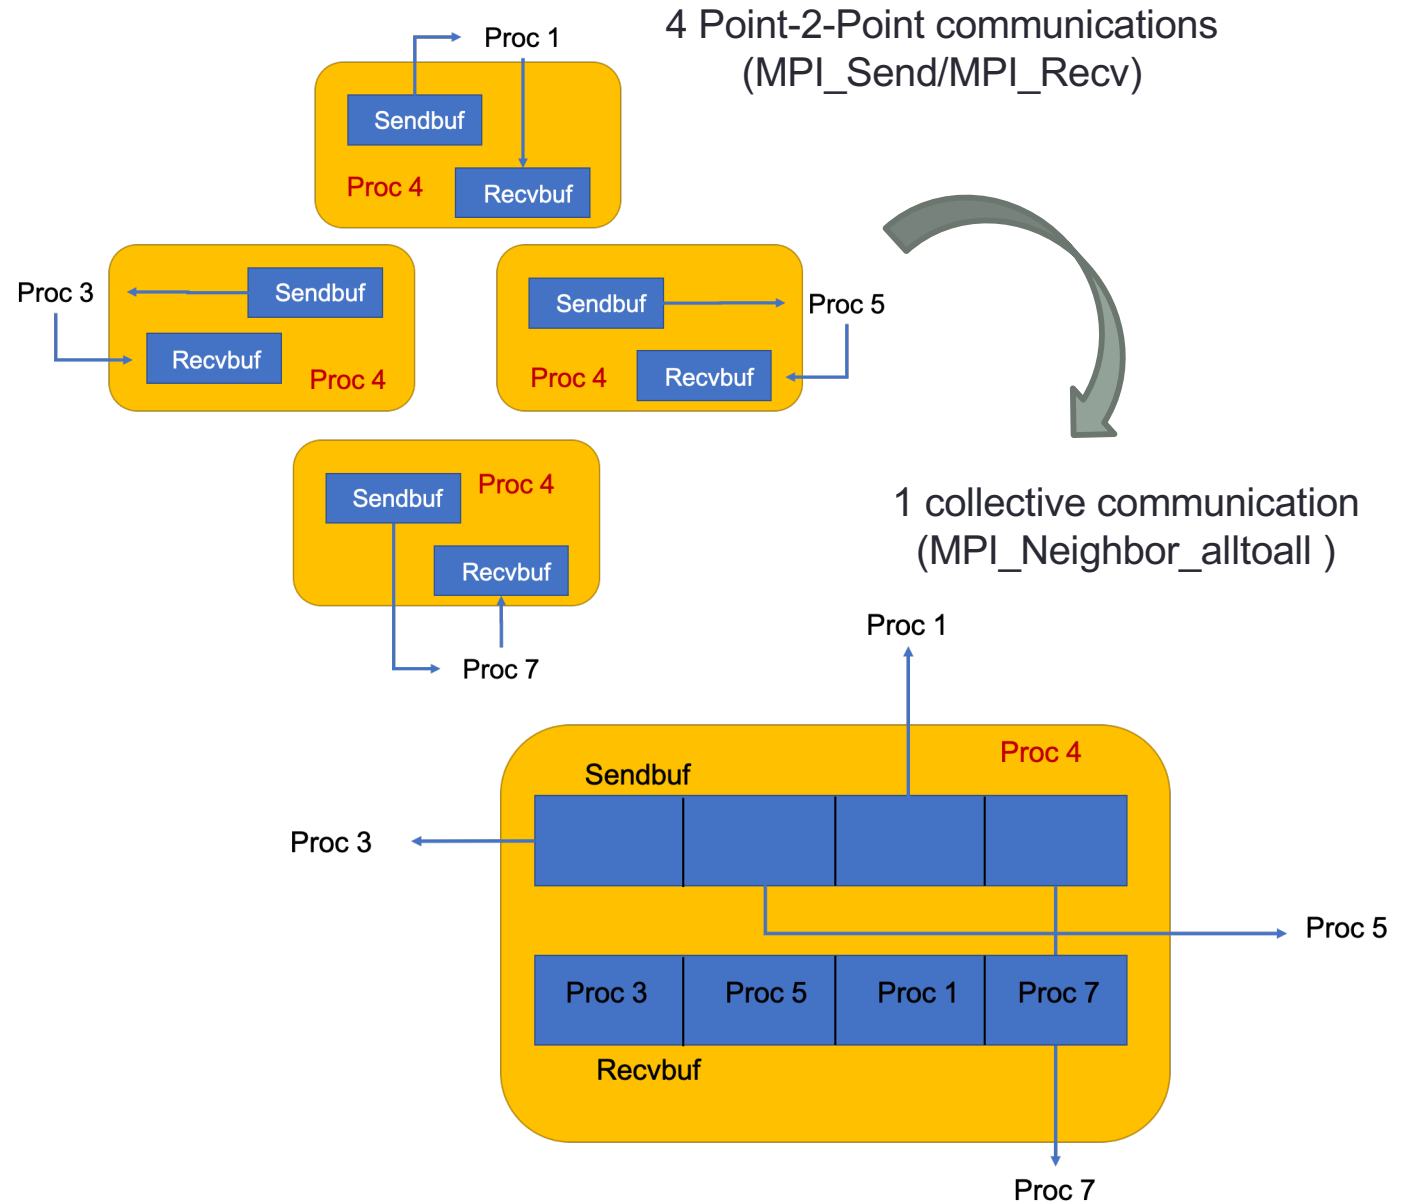 4 Point-2-Point communications
(MPI_Send/MPI_Recv)
Proc 1
Sendbuf
Proc 4
Recvbuf
Proc 3
Sendbuf
Recvbuf
Proc 4
Sendbuf
Proc 5
Proc 4
Recvbuf
Sendbuf
Proc 4
Recvbuf
Proc 7
1 collective communication
(MPI_Neighbor_alltoall )
Proc 1
Proc 4
Sendbuf
Proc 3
Proc 5
Proc 3
Proc 5
Proc 1
Proc 7
Recvbuf
Proc 7